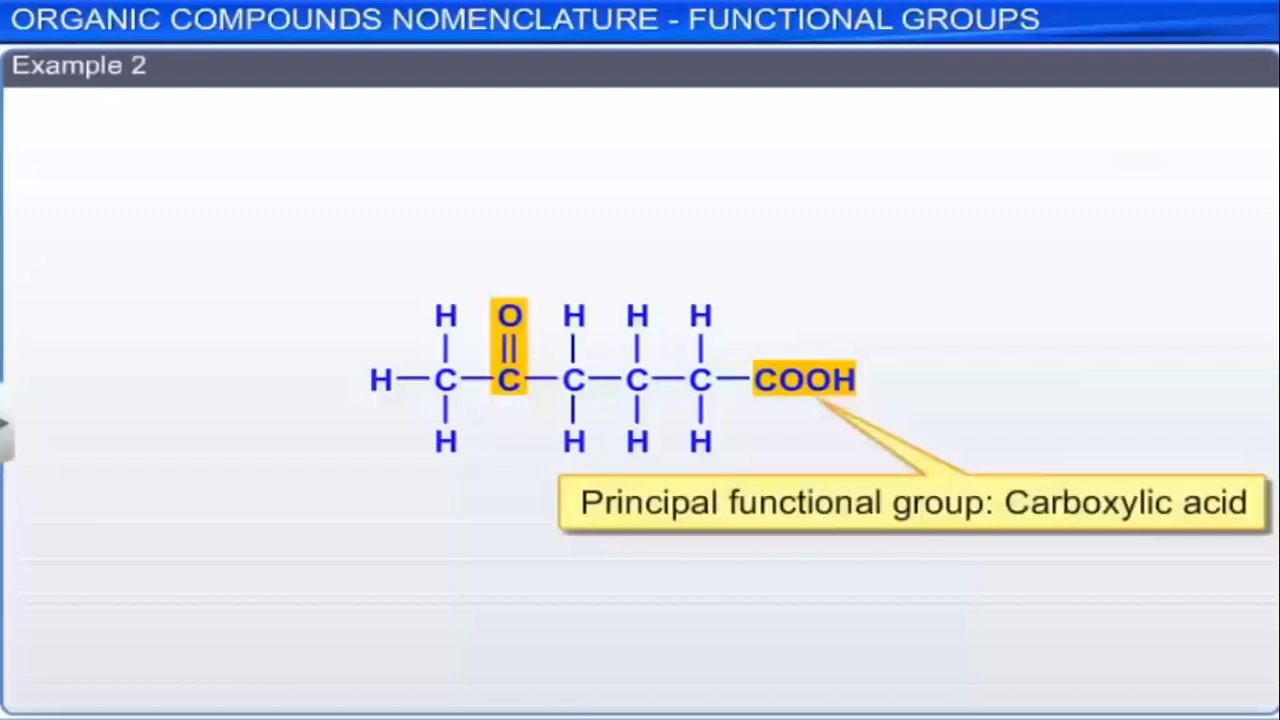 ORGANIC COMPOUNDS NOMENCLATURE - FUNCTIONAL GROUPS
Example 2
H O H H H
H C C C C C COOH
H H H H
Principal functional group: Carboxylic acid